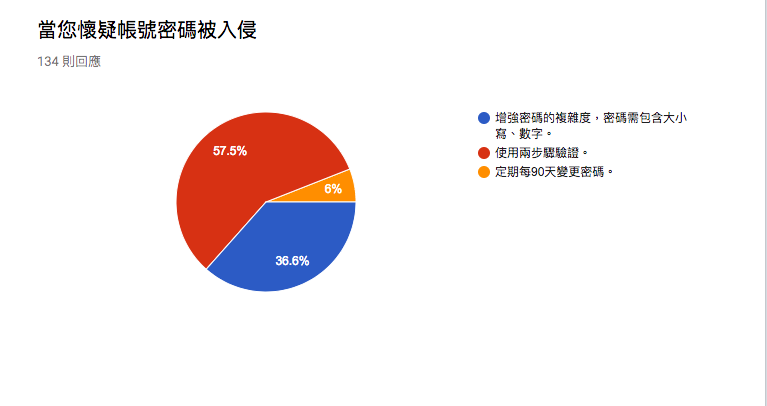 當您懷疑帳號密碼被入侵
134 則回應
57.5%
6%
36.6%
增強密碼的複雜度，密碼需包含大小
寫、數字。
使用兩步驟驗證。
定期每90天變更密碼。